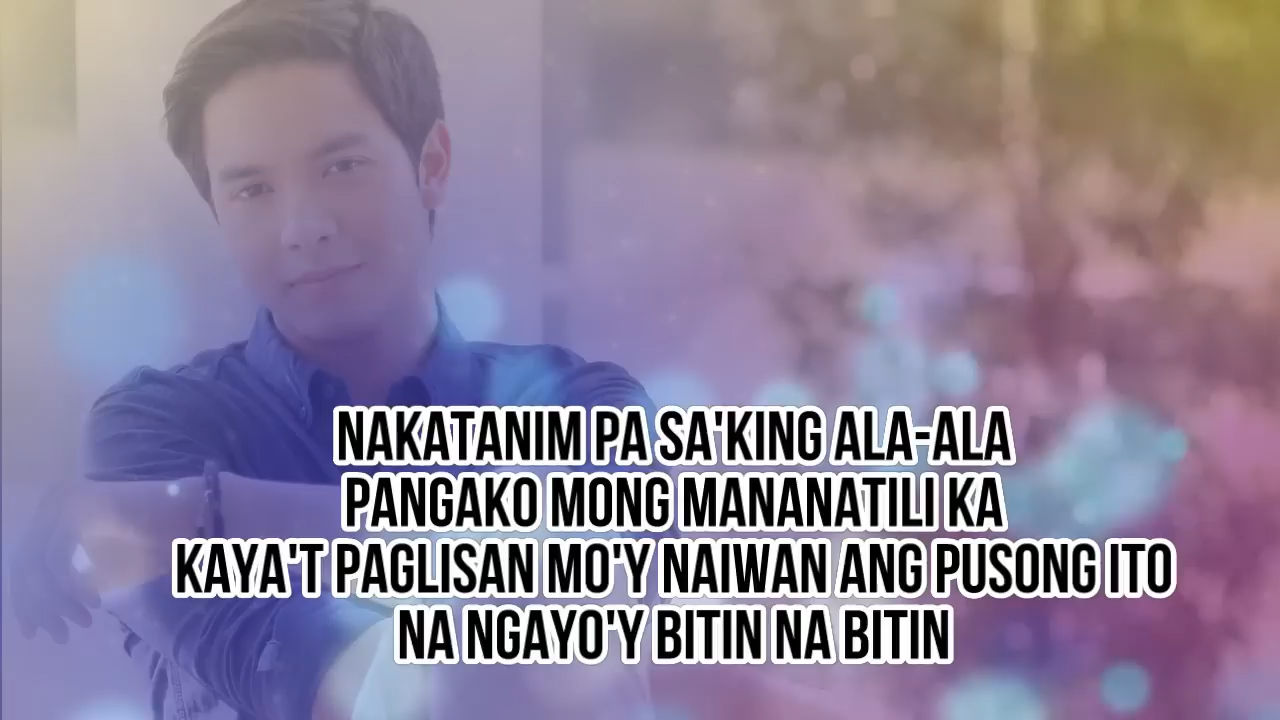 NAKATANIM PA SA'KING ALA-ALA
PANGAKO MONG MANANATILI KA
KAYA'T PAGLISAN MO'Y NAIWAN ANG PUSONG ITO
NA NGAYO'Y BITIN NA BITIN